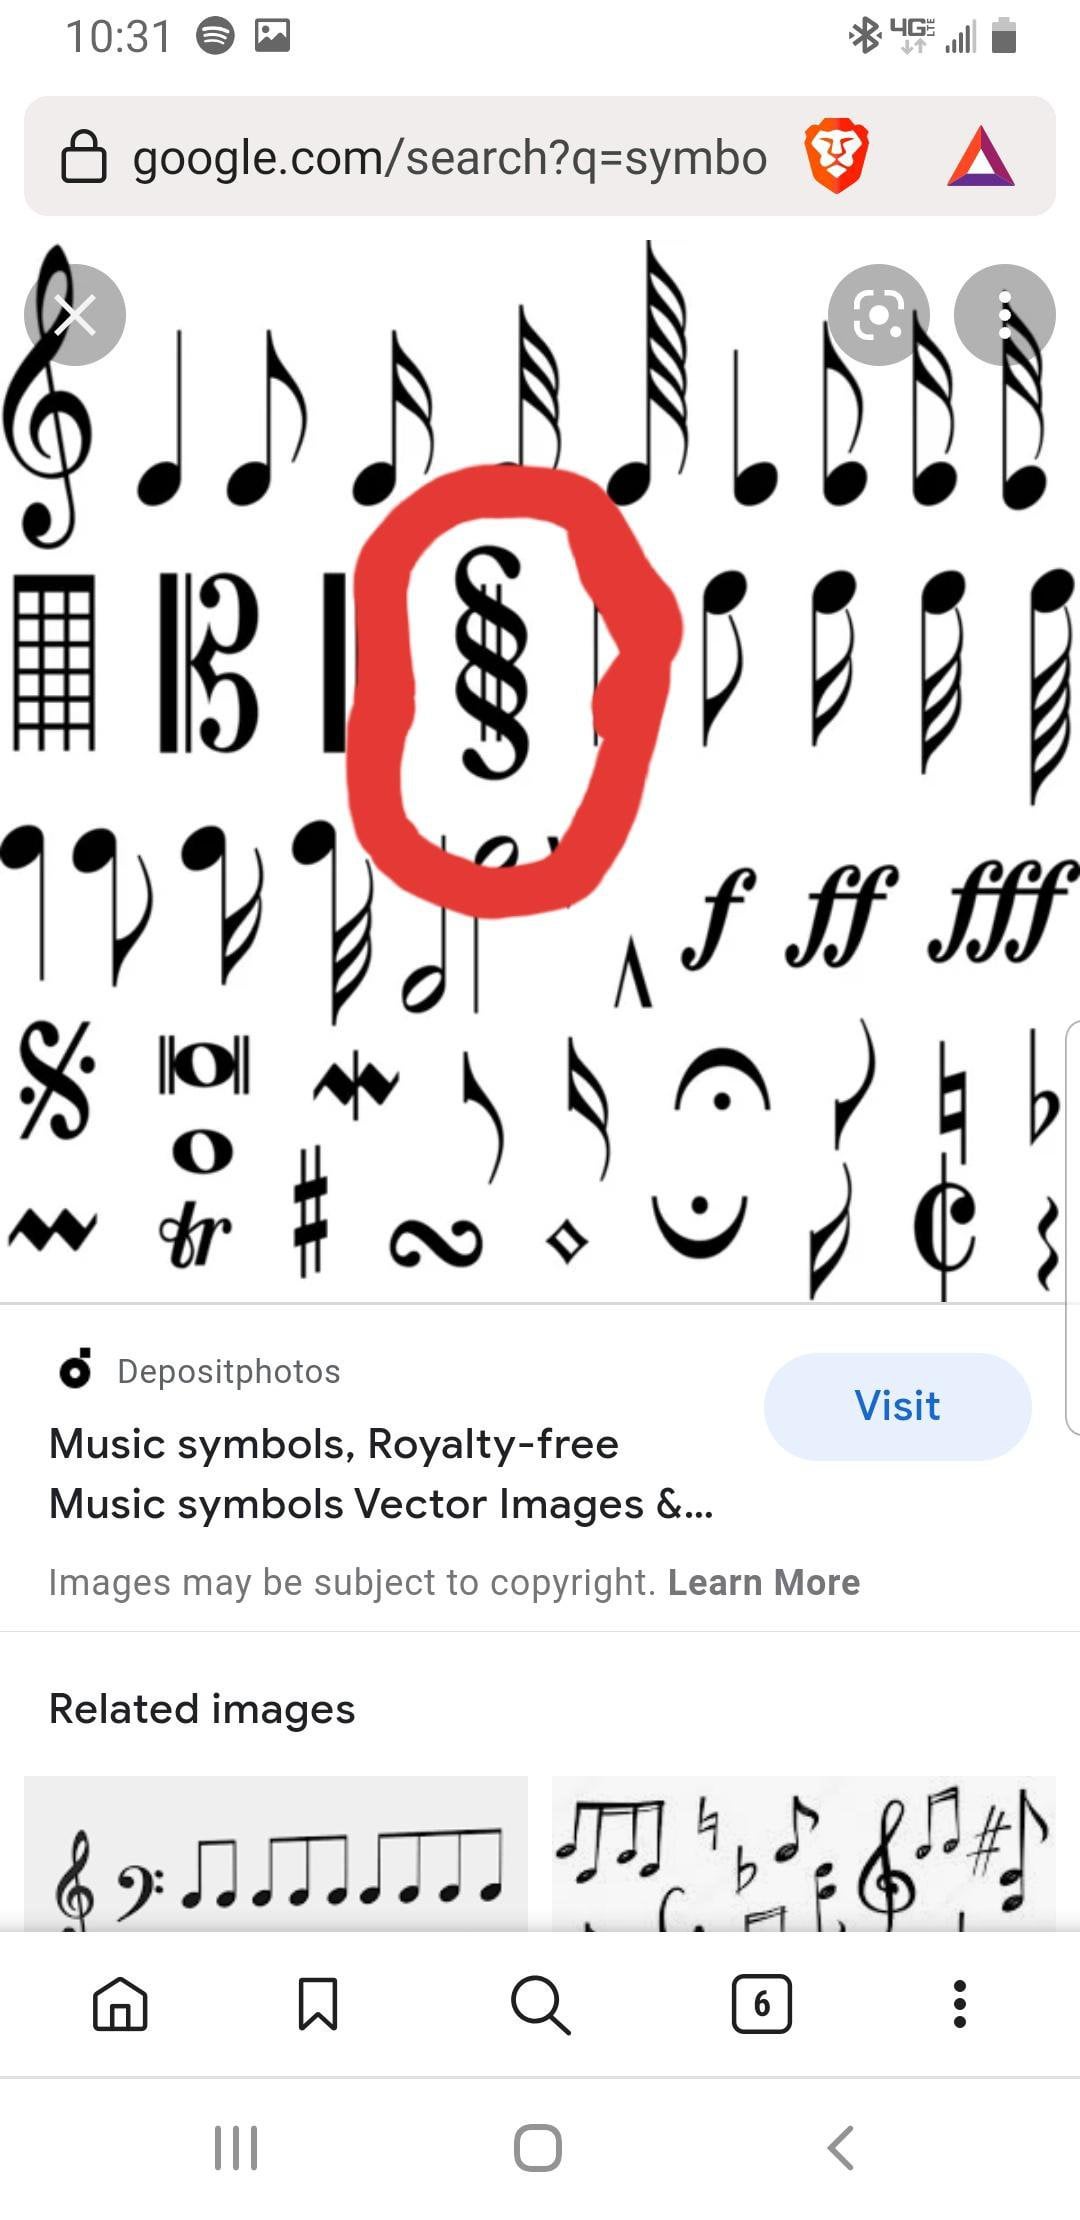 10:31
4G LTE
google.com/search?q=symbo
f ff fff
tr
Depositphotos
Visit
Music symbols, Royalty-free
Music symbols Vector Images &...
Images may be subject to copyright. Learn More
Related images
6